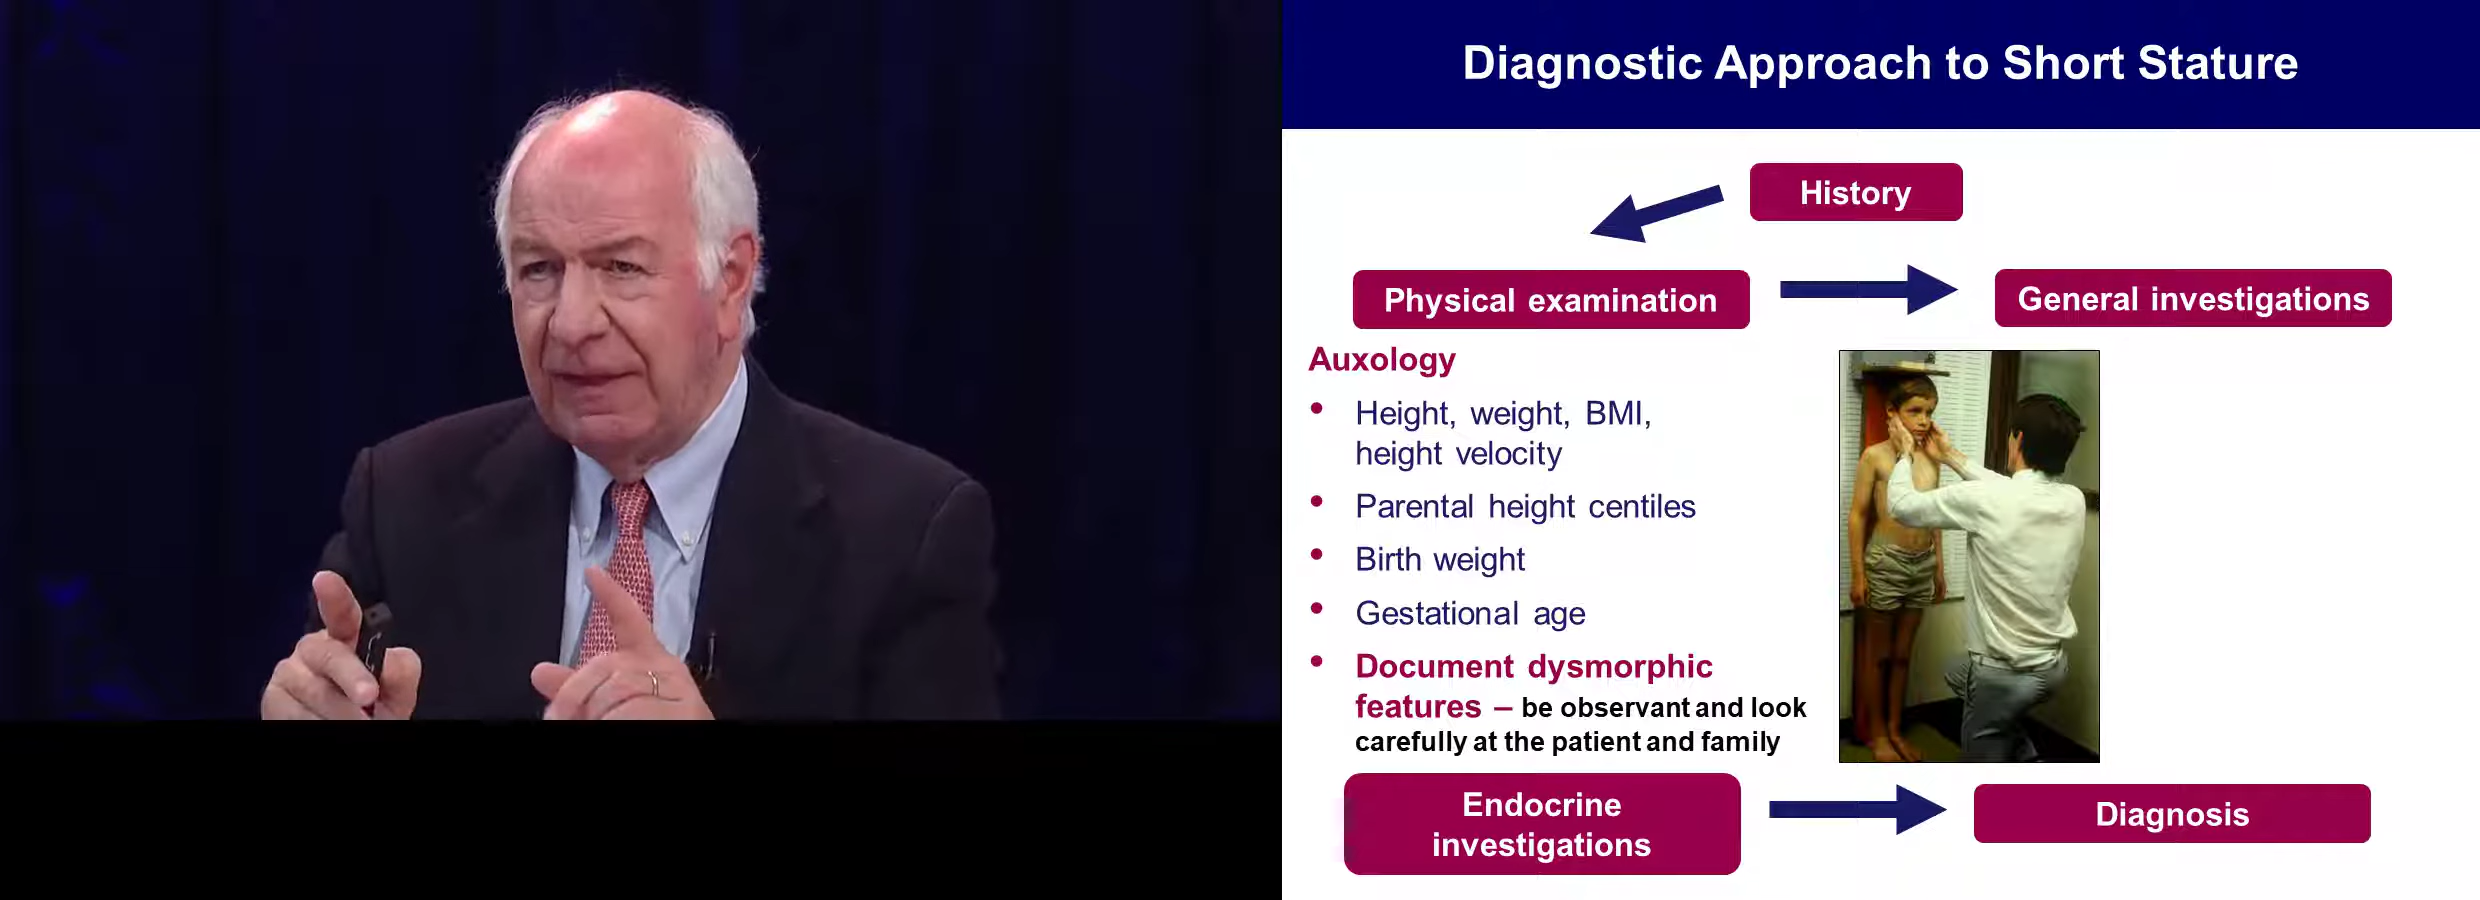 Diagnostic Approach to Short Stature
History
Physical examination
General investigations
Auxology
• Height, weight, BMI,
height velocity
• Parental height centiles
• Birth weight
• Gestational age
• Document dysmorphic
features – be observant and look
carefully at the patient and family
Endocrine
investigations
Diagnosis